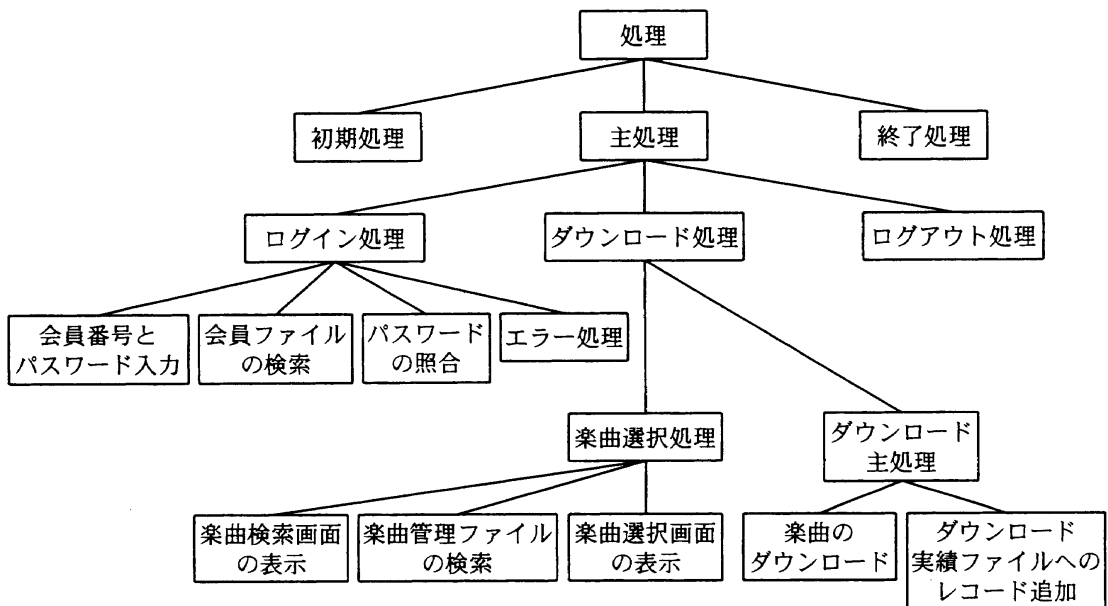 処理
初期処理
主処理
終了処理
ログイン処理
ダウンロード処理
ログアウト処理
会員番号と
パスワード入力
会員ファイル
の検索
パスワード
の照合
エラー処理
楽曲選択処理
ダウンロード
主処理
楽曲検索画面
の表示
楽曲管理ファイル
の検索
楽曲選択画面
の表示
楽曲の
ダウンロード
ダウンロード
実績ファイルへの
レコード追加